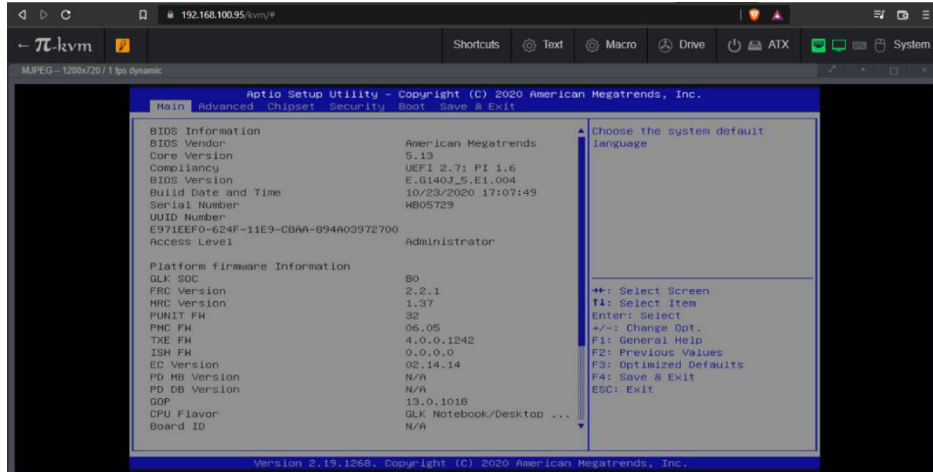 192.168.100.95/kvm/#
← π-kvm Shortcuts Text Macro Drive ATX System
MJPEG – 1280x720 / 1 fps dynamic
Aptio Setup Utility – Copyright (C) 2020 American Megatrends, Inc.
Main Advanced Chipset Security Boot Save & Exit
BIOS Information
BIOS Vendor American Megatrends
Core Version 5.13
Compliancy UEFI 2.7; PI 1.6
BIOS Version E.G140J_5.E1.004
Build Date and Time 10/23/2020 17:07:49
Serial Number WB05729
UUID Number
E971EEF0-624F-11E9-CBAA-894A03972700
Access Level Administrator
Platform firmware Information
GLK SOC B0
FRC Version 2.2.1
MRC Version 1.37
PUNIT FW 32
PMC FW 06.05
TXE FW 4.0.0.1242
ISH FW 0.0.0.0
EC Version 02.14.14
PD MB Version N/A
PD DB Version N/A
GOP 13.0.1018
CPU Flavor GLK Notebook/Desktop ...
Board ID N/A
Choose the system default
language
→←: Select Screen
↑↓: Select Item
Enter: Select
+/-: Change Opt.
F1: General Help
F2: Previous Values
F3: Optimized Defaults
F4: Save & Exit
ESC: Exit
Version 2.19.1268. Copyright (C) 2020 American Megatrends, Inc.